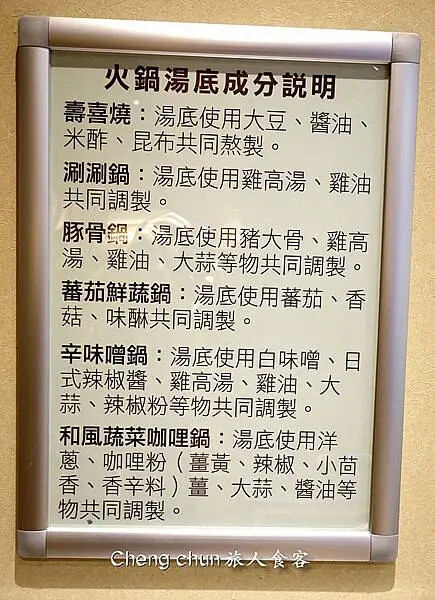 火鍋湯底成分説明
壽喜燒：湯底使用大豆、醬油、
米酢、昆布共同熬製。
涮涮鍋：湯底使用雞高湯、雞油
共同調製。
豚骨鍋：湯底使用豬大骨、雞高
湯、雞油、大蒜等物共同調製。
蕃茄鮮蔬鍋：湯底使用蕃茄、香
菇、味醂共同調製。
辛味噌鍋：湯底使用白味噌、日
式辣椒醬、雞高湯、雞油、大
蒜、辣椒粉等物共同調製。
和風蔬菜咖哩鍋：湯底使用洋
蔥、咖哩粉（薑黃、辣椒、小茴
香、香辛料）薑、大蒜、醬油等
物共同調製。
Cheng chun旅人食客